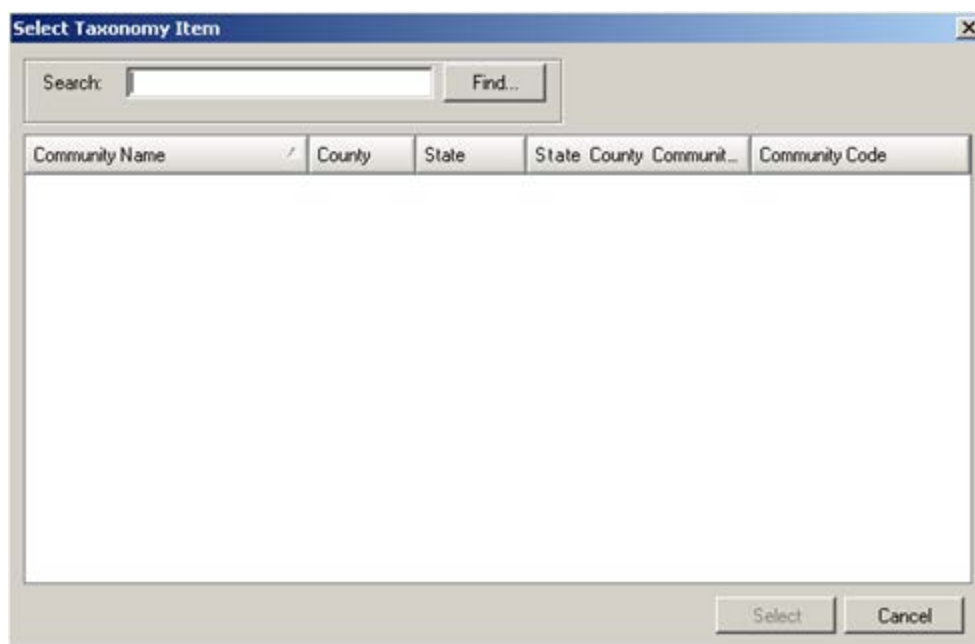 Select Taxonomy Item
Search:
Find...
Community Name County State State County Communit... Community Code
Select Cancel